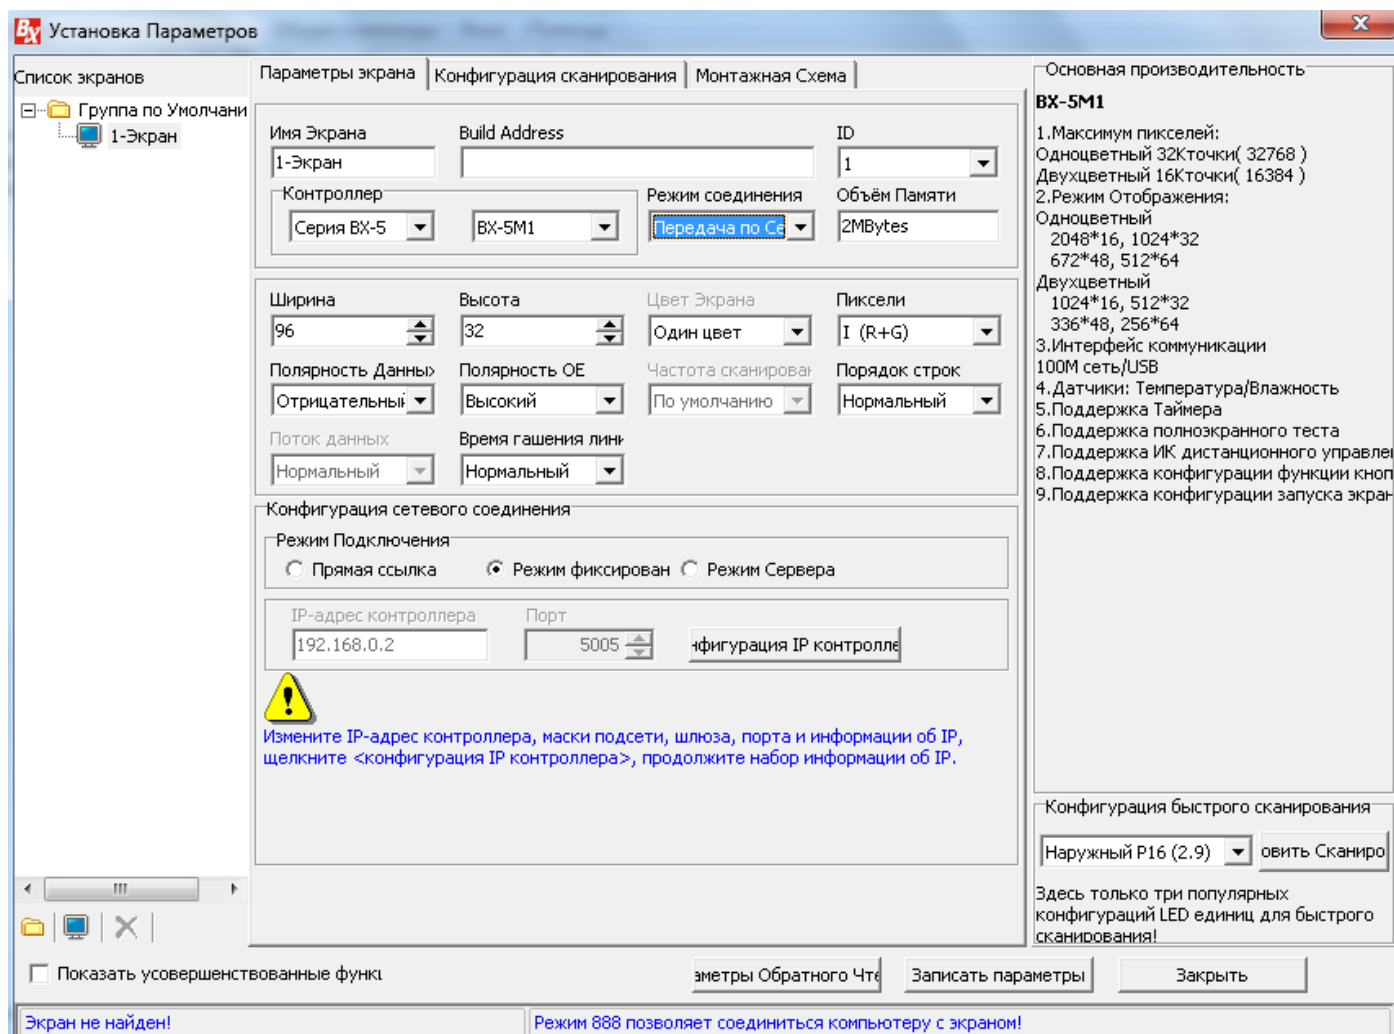 Установка Параметров
Список экранов
Группа по Умолчани
1-Экран
Параметры экрана
Конфигурация сканирования
Монтажная Схема
Имя Экрана
Build Address
ID
1-Экран
1
Контроллер
Режим соединения
Объём Памяти
Серия BX-5
BX-5M1
Передача по Се
2MBytes
Ширина
Высота
Цвет Экрана
Пиксели
96
32
Один цвет
I (R+G)
Полярность Данны
Полярность OE
Частота сканирован
Порядок строк
Отрицательный
Высокий
По умолчанию
Нормальный
Поток данных
Время гашения лини
Нормальный
Нормальный
Конфигурация сетевого соединения
Режим Подключения
Прямая ссылка
Режим фиксирован
Режим Сервера
IP-адрес контроллера
Порт
192.168.0.2
5005
нфигурация IP контролле
Измените IP-адрес контроллера, маски подсети, шлюза, порта и информации об IP,
щелкните <конфигурация IP контроллера>, продолжите набор информации об IP.
Основная производительность
BX-5M1
1.Максимум пикселей:
Одноцветный 32Кточки( 32768 )
Двухцветный 16Кточки( 16384 )
2.Режим Отображения:
Одноцветный
2048*16, 1024*32
672*48, 512*64
Двухцветный
1024*16, 512*32
336*48, 256*64
3.Интерфейс коммуникации
100M сеть/USB
4.Датчики: Температура/Влажность
5.Поддержка Таймера
6.Поддержка полноэкранного теста
7.Поддержка ИК дистанционного управле
8.Поддержка конфигурации функции кноп
9.Поддержка конфигурации запуска экран
Конфигурация быстрого сканирования
Наружный P16 (2.9)
овить Сканиро
Здесь только три популярных
конфигураций LED единиц для быстрого
сканирования!
Показать усовершенствованные функц
аметры Обратного Чте
Записать параметры
Закрыть
Экран не найден!
Режим 888 позволяет соединиться компьютеру с экраном!